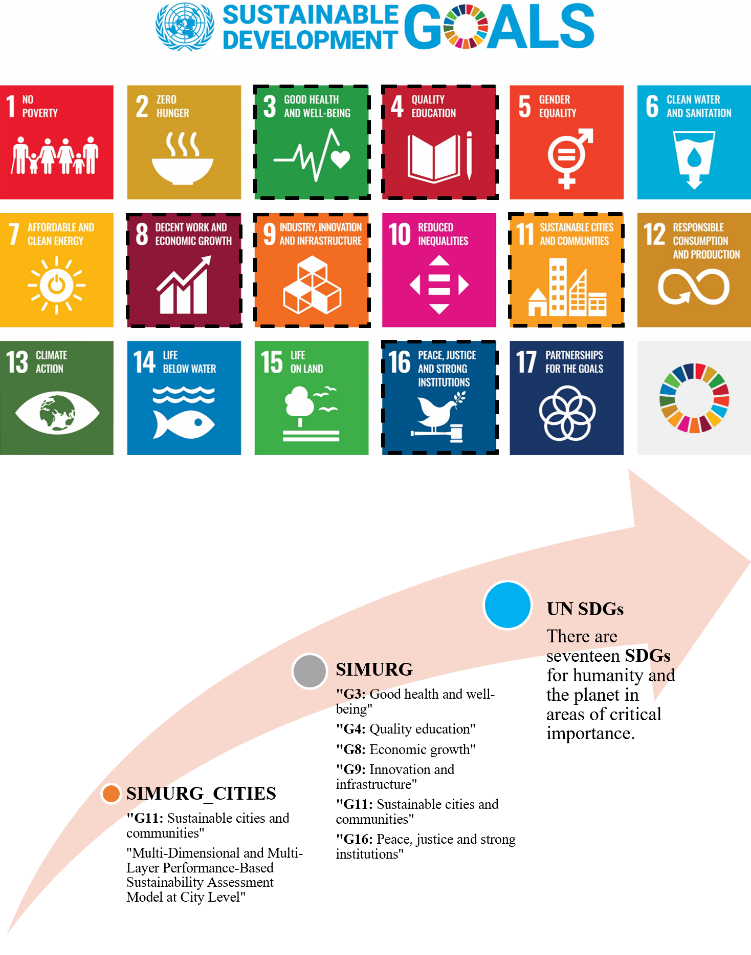 SUSTAINABLE
DEVELOPMENT
GOALS
1 NO
POVERTY
2 ZERO
HUNGER
3 GOOD HEALTH
AND WELL-BEING
4 QUALITY
EDUCATION
5 GENDER
EQUALITY
6 CLEAN WATER
AND SANITATION
7 AFFORDABLE AND
CLEAN ENERGY
8 DECENT WORK AND
ECONOMIC GROWTH
9 INDUSTRY, INNOVATION
AND INFRASTRUCTURE
10 REDUCED
INEQUALITIES
11 SUSTAINABLE CITIES
AND COMMUNITIES
12 RESPONSIBLE
CONSUMPTION
AND PRODUCTION
13 CLIMATE
ACTION
14 LIFE
BELOW WATER
15 LIFE
ON LAND
16 PEACE, JUSTICE
AND STRONG
INSTITUTIONS
17 PARTNERSHIPS
FOR THE GOALS
UN SDGs
There are
seventeen SDGs
for humanity and
the planet in
areas of critical
importance.
SIMURG
"G3: Good health and well-
being"
"G4: Quality education"
"G8: Economic growth"
"G9: Innovation and
infrastructure"
"G11: Sustainable cities and
communities"
"G16: Peace, justice and strong
institutions"
SIMURG_CITIES
"G11: Sustainable cities and
communities"
"Multi-Dimensional and Multi-
Layer Performance-Based
Sustainability Assessment
Model at City Level"